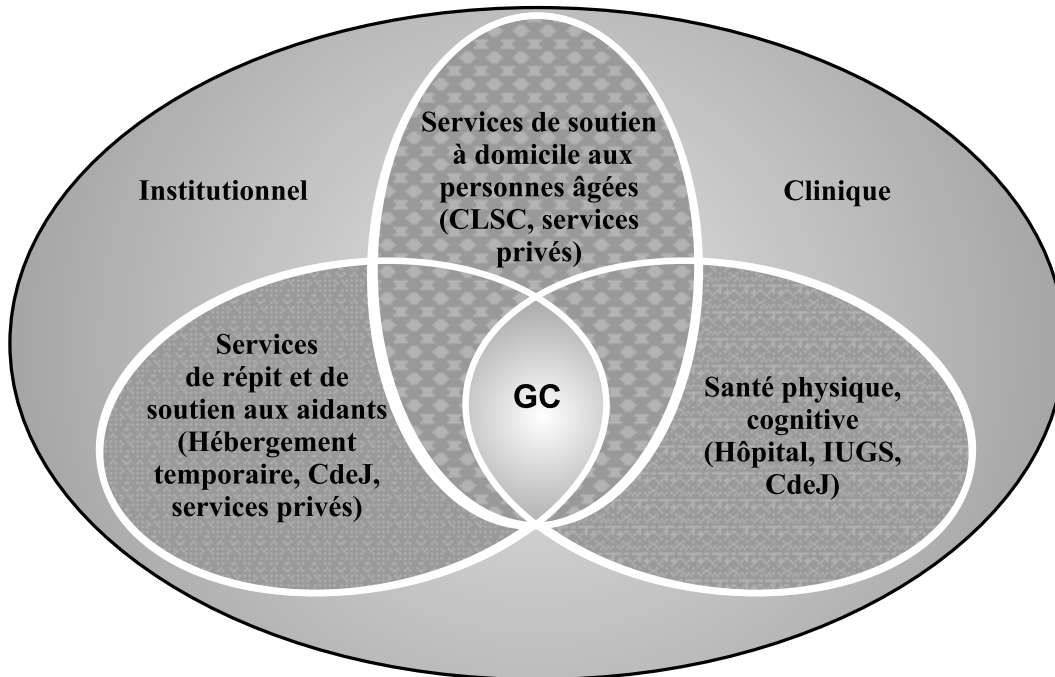 Services de soutien
à domicile aux
personnes âgées
(CLSC, services
privés)
Institutionnel
Clinique
Services
de répit et de
soutien aux aidants
(Hébergement
temporaire, CdeJ,
services privés)
GC
Santé physique,
cognitive
(Hôpital, IUGS,
CdeJ)